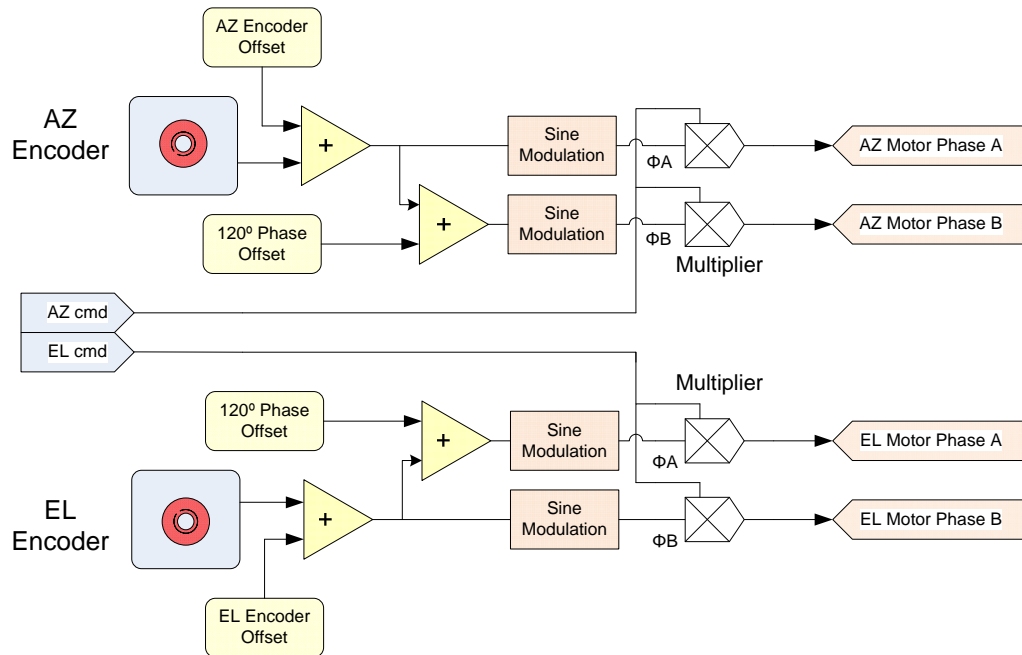 AZ Encoder
Offset
AZ
Encoder
+
Sine
Modulation
ΦA
AZ Motor Phase A
120º Phase
Offset
+
Sine
Modulation
ΦB
AZ Motor Phase B
Multiplier
AZ cmd
EL cmd
Multiplier
120º Phase
Offset
+
Sine
Modulation
ΦA
EL Motor Phase A
EL
Encoder
+
Sine
Modulation
ΦB
EL Motor Phase B
EL Encoder
Offset